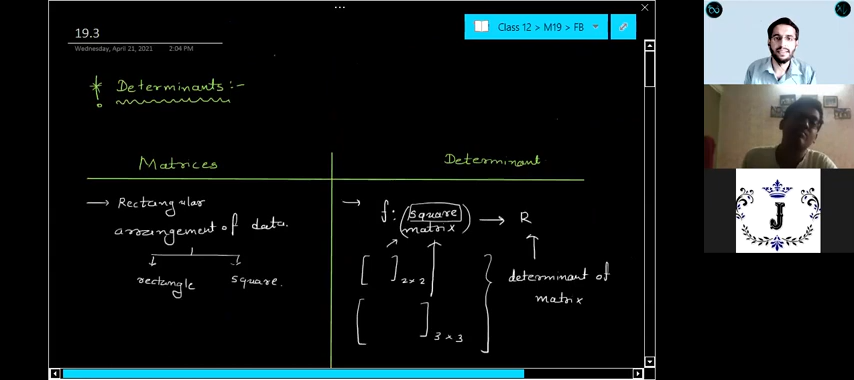 Class 12 > M19 > FB
19.3
Wednesday, April 21, 2021 2:04 PM
* Determinants:-
Matrices
Determinant
→ Rectangular
arrangement of data.
rectangle square.
→ f: (square matrix) → R
[ ]2×2
[ ]3×3
determinant of
matrix
J